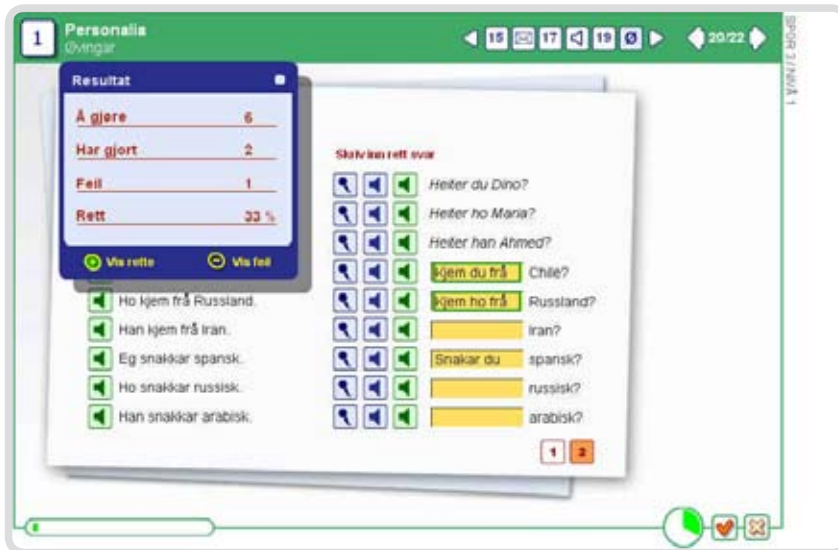 1 Personalia
Øvingar
15 17 19 Ø 20/22
SPOR 2 / NIVÅ 1
Resultat
Å gjøre 6
Har gjort 2
Feil 1
Rett 33 %
Vis rette Vis feil
Skriv inn rett svar
Heiter du Dino?
Heiter ho Maria?
Heiter han Ahmed?
kjem du frå Chile?
Ho kjem frå Russland. kjem ho frå Russland?
Han kjem frå Iran. Iran?
Eg snakkar spansk. Snakar du spansk?
Ho snakkar russisk. russisk?
Han snakkar arabisk. arabisk?
1 2